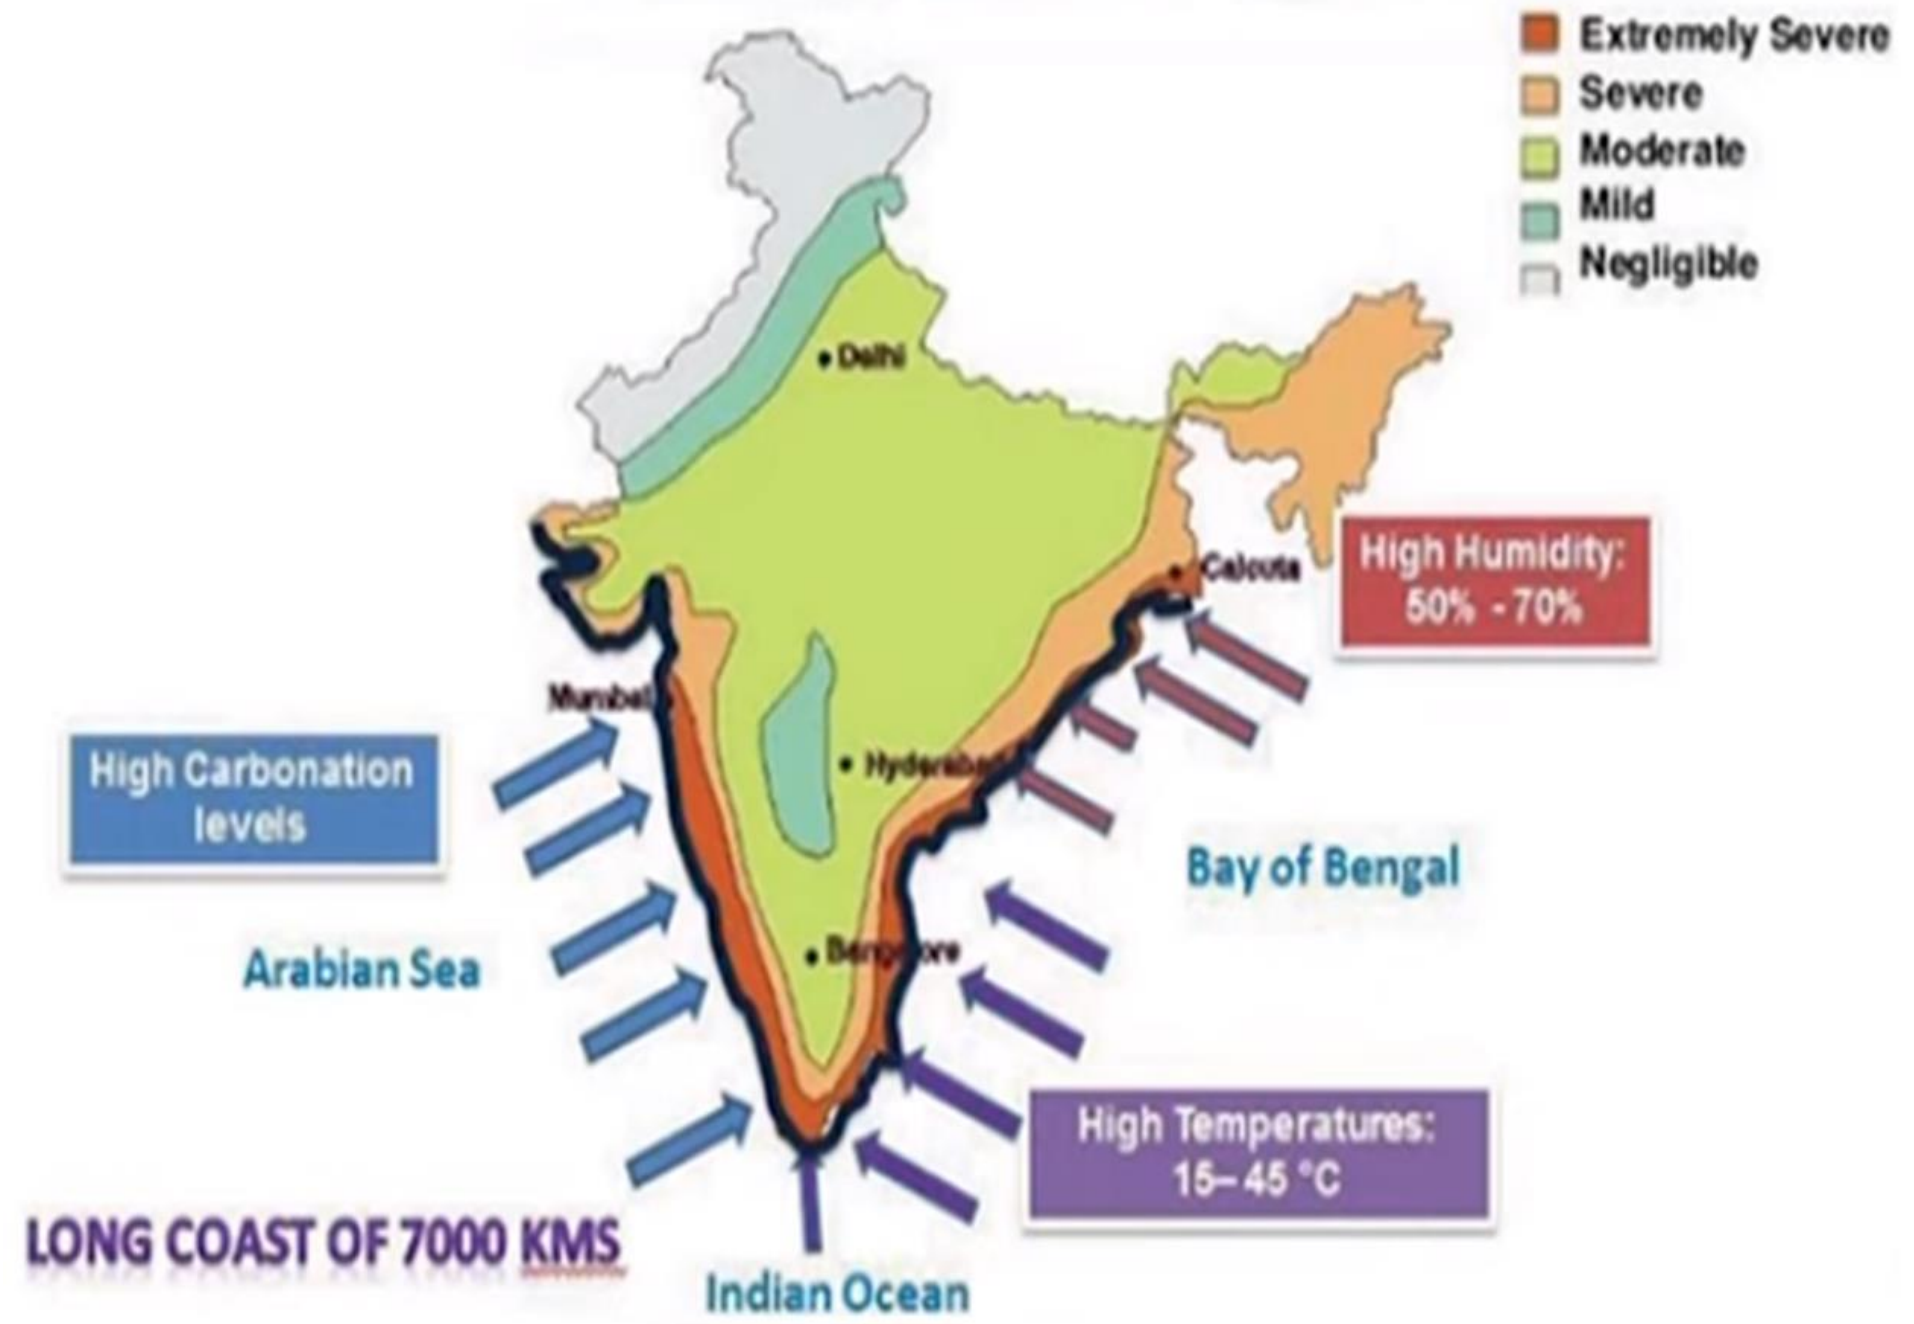 Extremely Severe
Severe
Moderate
Mild
Negligible
Delhi
Calcuta
High Humidity:
50% - 70%
Mumbai
High Carbonation
levels
Hyderabad
Bay of Bengal
Arabian Sea
Bangalore
High Temperatures:
15– 45 °C
LONG COAST OF 7000 KMS
Indian Ocean